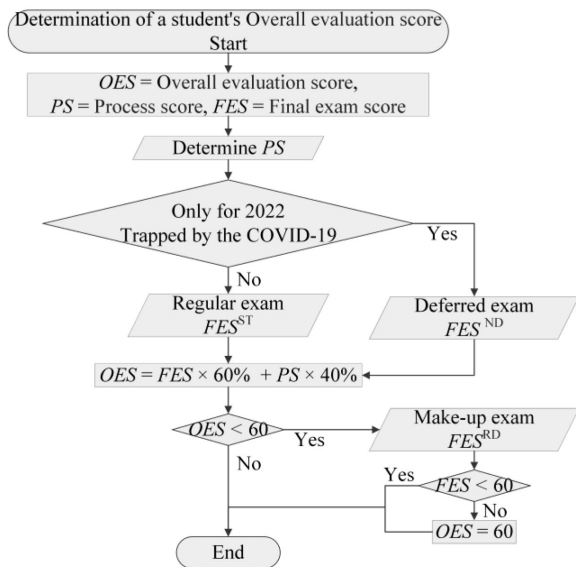 Determination of a student's Overall evaluation score
Start
OES = Overall evaluation score,
PS = Process score, FES = Final exam score
Determine PS
Only for 2022
Trapped by the COVID-19
Yes
No
Regular exam
FES^ST
Deferred exam
FES^ND
OES = FES × 60% + PS × 40%
OES < 60
Yes
No
Make-up exam
FES^RD
FES < 60
Yes
No
OES = 60
End